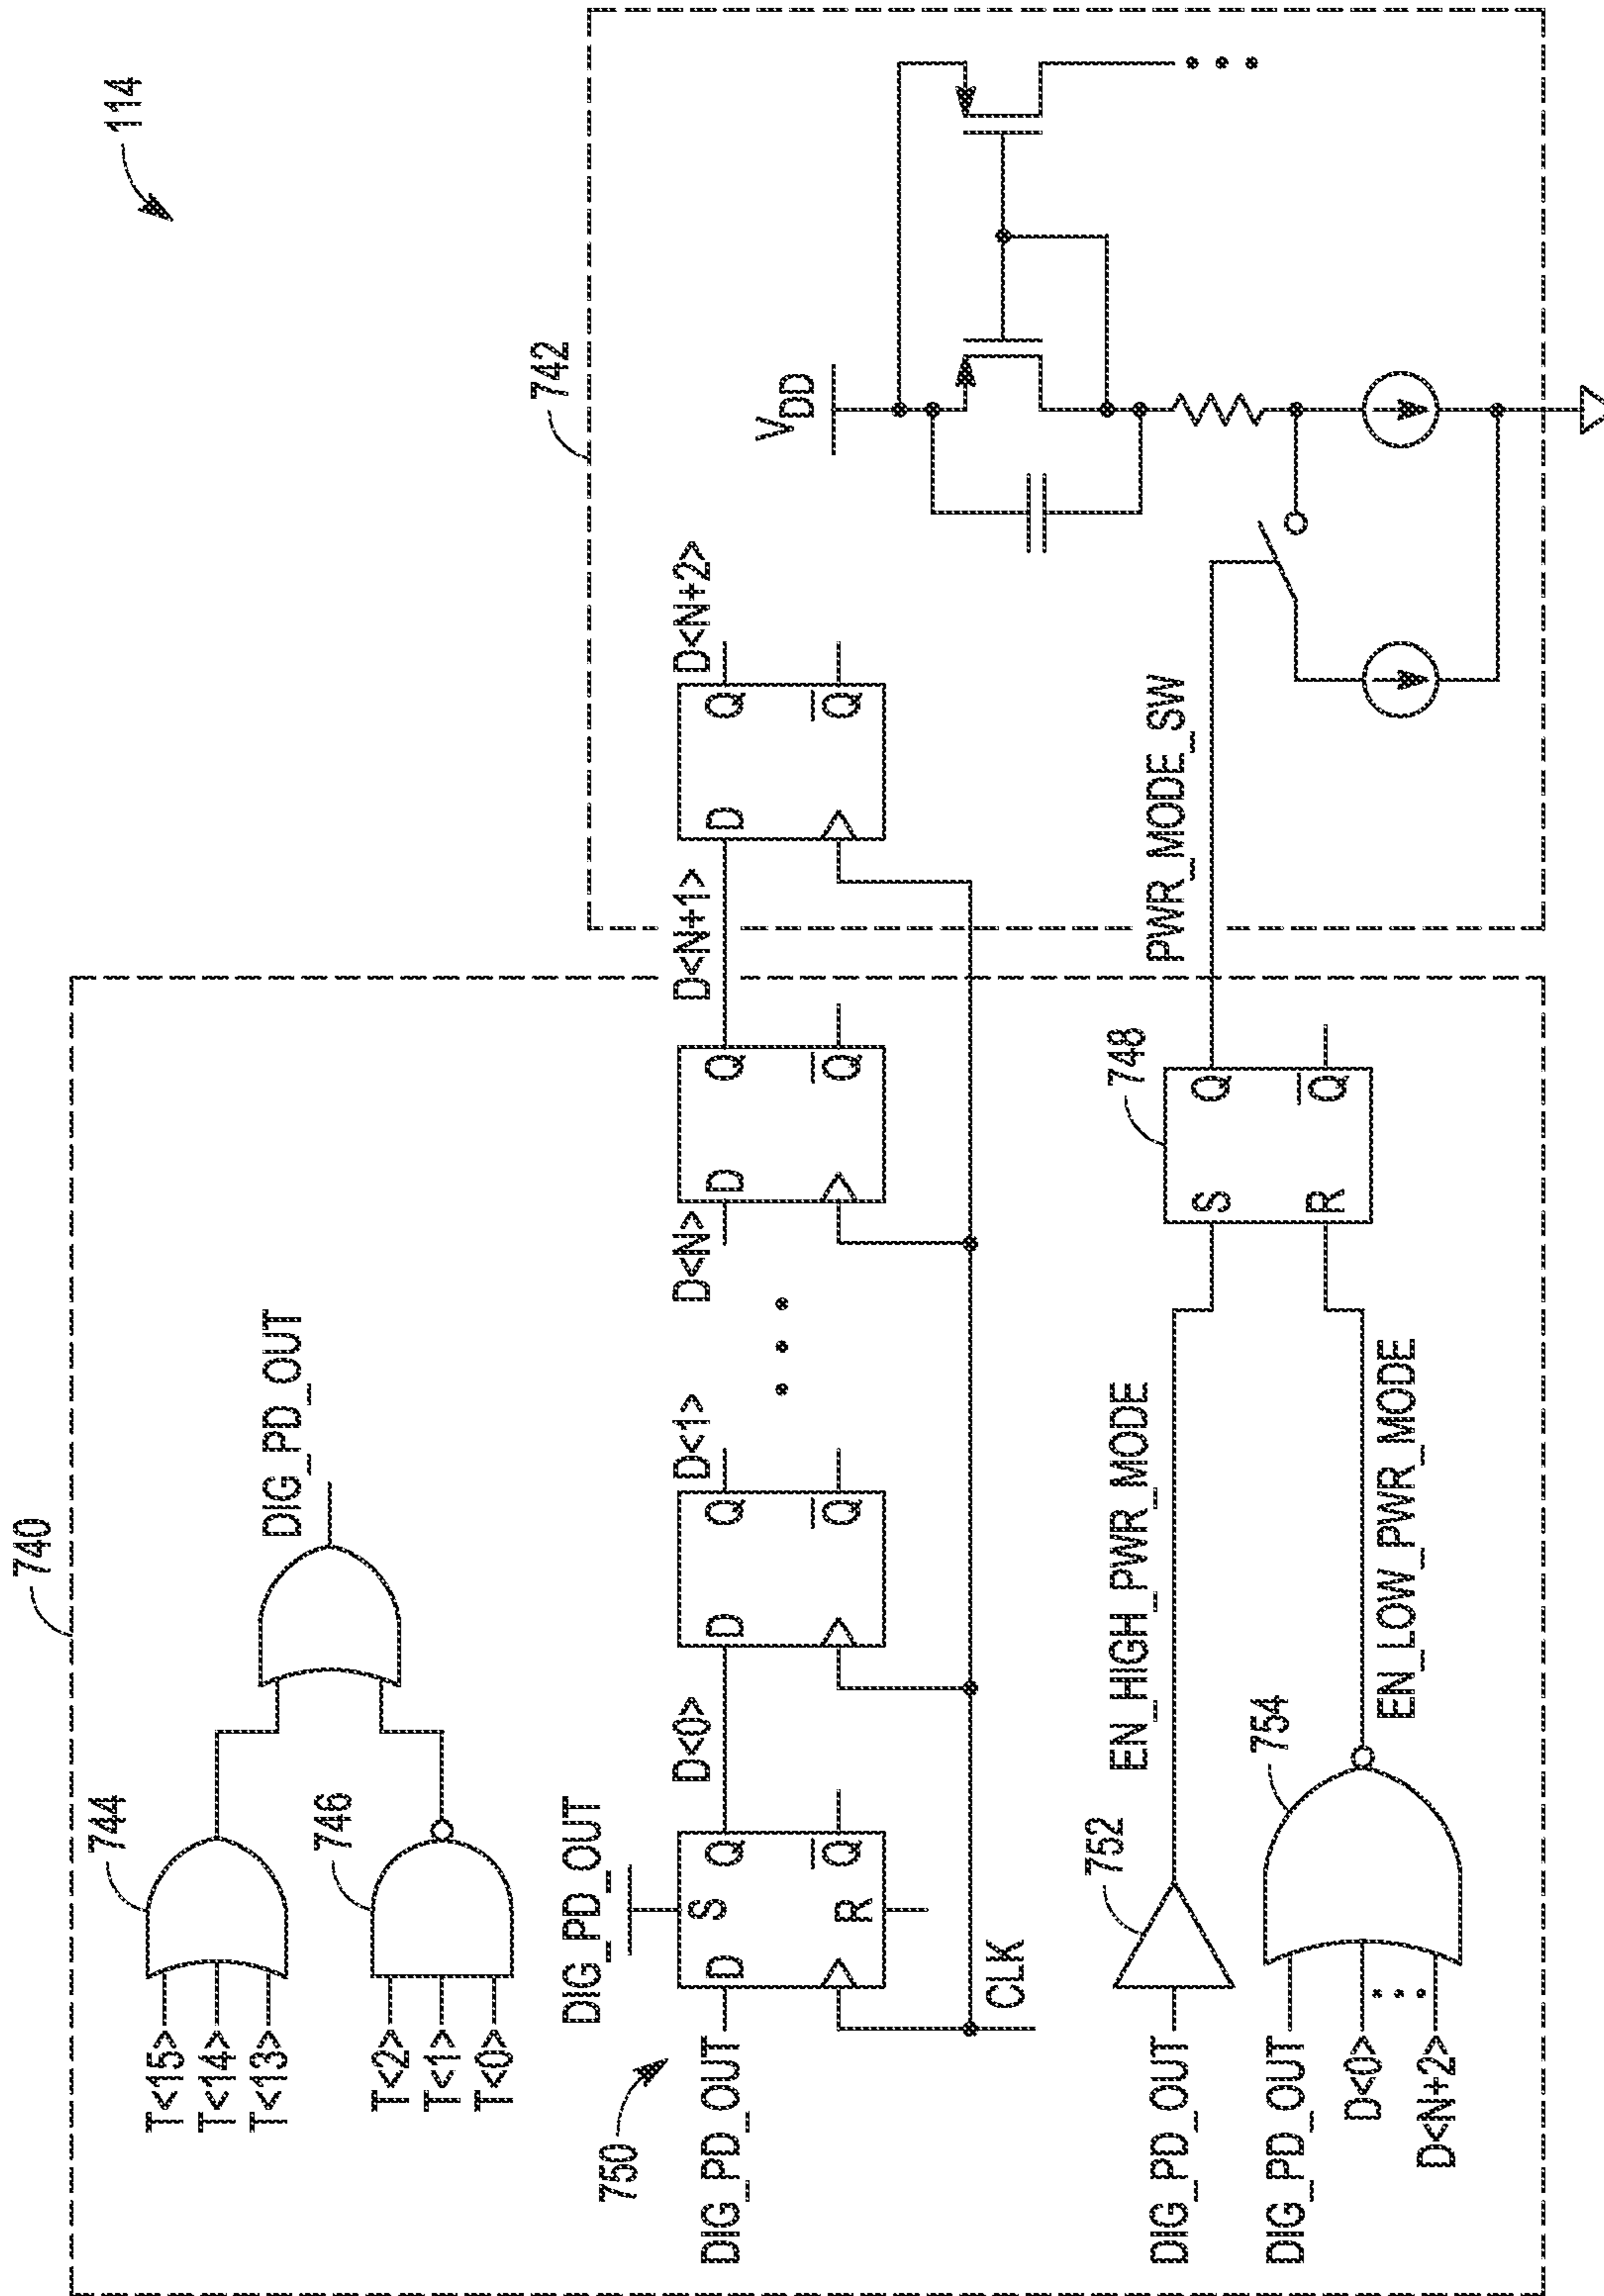 114
740
742
T<15>
T<14>
T<13>
744
DIG_PD_OUT
T<2>
T<1>
T<0>
746
DIG_PD_OUT
750
DIG_PD_OUT
D
S
Q
R
Q
D<0>
D
Q
Q
D<1>
D<N>
D
Q
Q
D<N+1>
D
Q
Q
D<N+2>
CLK
VDD
DIG_PD_OUT
752
EN_HIGH_PWR_MODE
DIG_PD_OUT
D<0>
D<N+2>
754
EN_LOW_PWR_MODE
748
S
Q
R
Q
PWR_MODE_SW